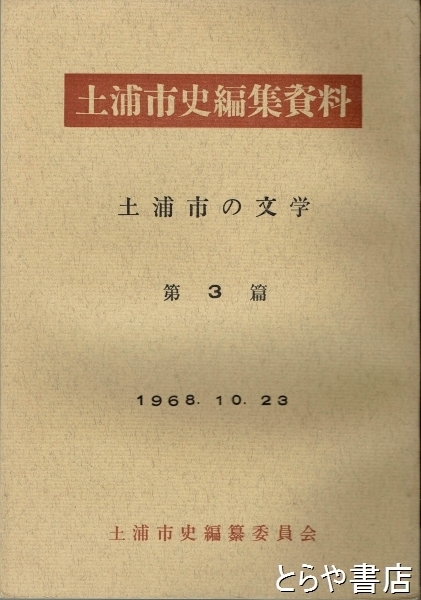 土浦市史編集資料
土浦市の文学
第3篇
1968. 10. 23
土浦市史編纂委員会
とらや書店